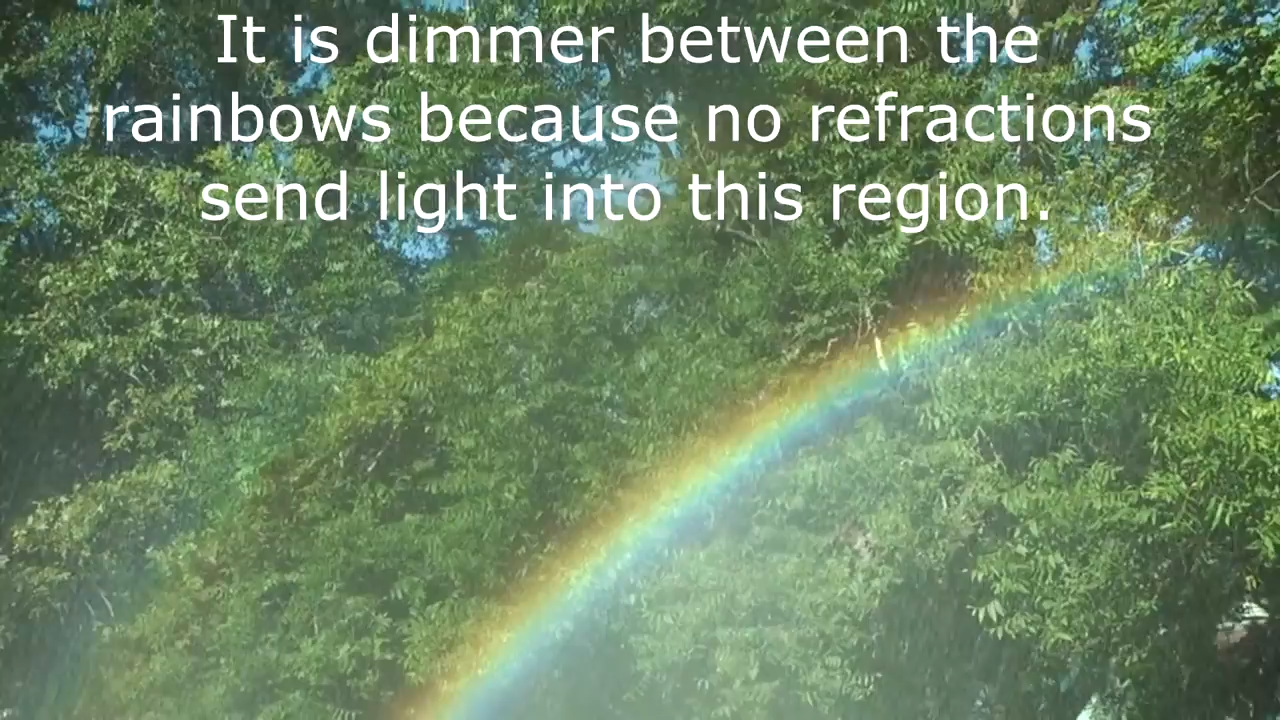 It is dimmer between the
rainbows because no refractions
send light into this region.